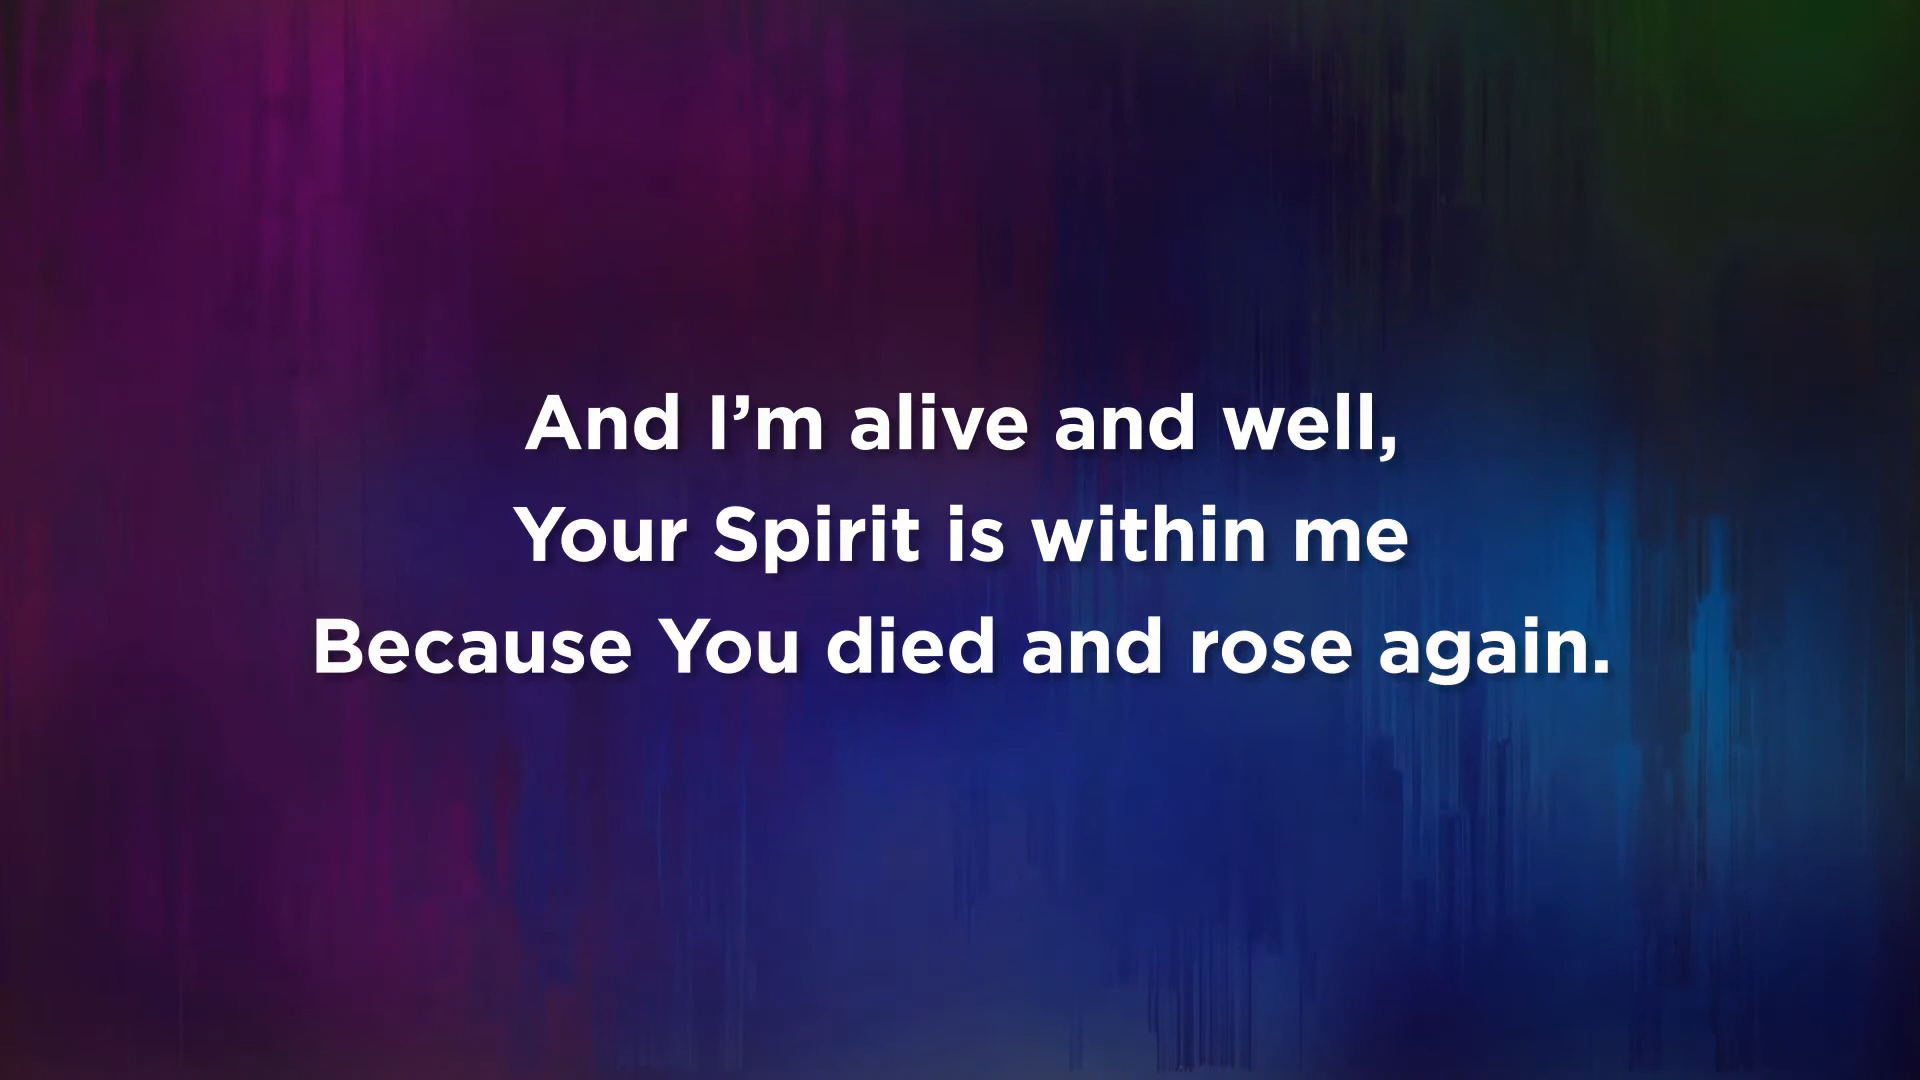 And I’m alive and well,
Your Spirit is within me
Because You died and rose again.